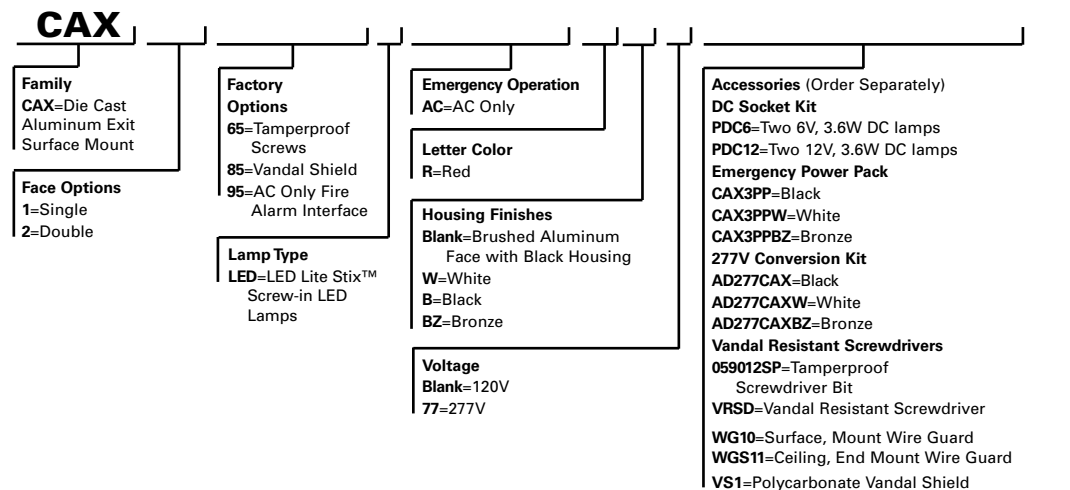 CAX
Family
CAX=Die Cast
Aluminum Exit
Surface Mount
Face Options
1=Single
2=Double
Factory
Options
65=Tamperproof
Screws
85=Vandal Shield
95=AC Only Fire
Alarm Interface
Lamp Type
LED=LED Lite Stix™
Screw-in LED
Lamps
Emergency Operation
AC=AC Only
Letter Color
R=Red
Housing Finishes
Blank=Brushed Aluminum
Face with Black Housing
W=White
B=Black
BZ=Bronze
Voltage
Blank=120V
77=277V
Accessories (Order Separately)
DC Socket Kit
PDC6=Two 6V, 3.6W DC lamps
PDC12=Two 12V, 3.6W DC lamps
Emergency Power Pack
CAX3PP=Black
CAX3PPW=White
CAX3PPBZ=Bronze
277V Conversion Kit
AD277CAX=Black
AD277CAXW=White
AD277CAXBZ=Bronze
Vandal Resistant Screwdrivers
059012SP=Tamperproof
Screwdriver Bit
VRSD=Vandal Resistant Screwdriver
WG10=Surface, Mount Wire Guard
WGS11=Ceiling, End Mount Wire Guard
VS1=Polycarbonate Vandal Shield